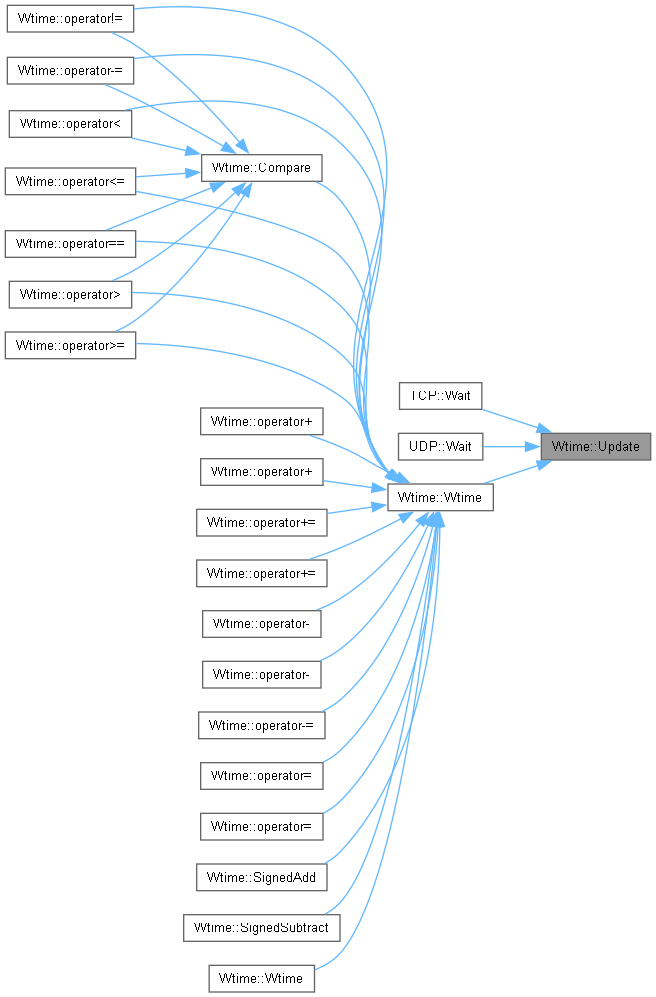 Wtime::operator!=
Wtime::operator-=
Wtime::operator<
Wtime::Compare
Wtime::operator<=
Wtime::operator==
Wtime::operator>
Wtime::operator>=
TCP::Wait
UDP::Wait
Wtime::Update
Wtime::Wtime
Wtime::operator+
Wtime::operator+
Wtime::operator+=
Wtime::operator+=
Wtime::operator-
Wtime::operator-
Wtime::operator-=
Wtime::operator=
Wtime::operator=
Wtime::SignedAdd
Wtime::SignedSubtract
Wtime::Wtime